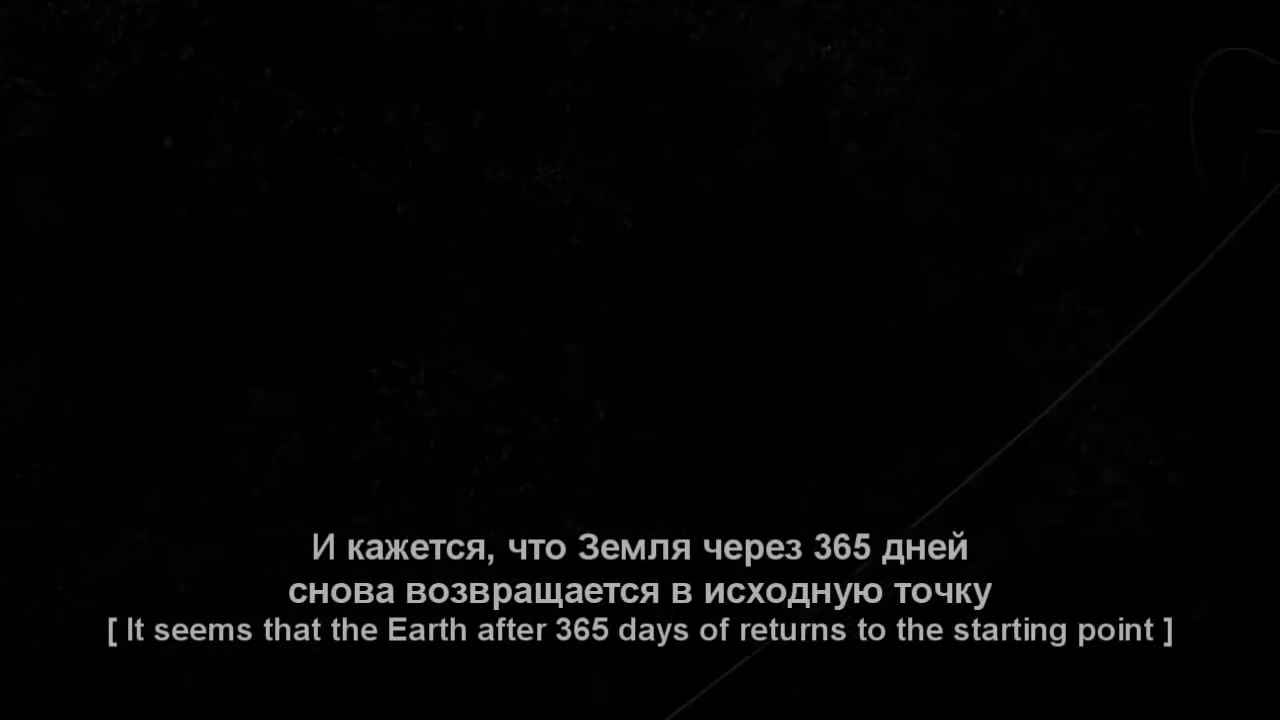 И кажется, что Земля через 365 дней
снова возвращается в исходную точку
[ It seems that the Earth after 365 days of returns to the starting point ]